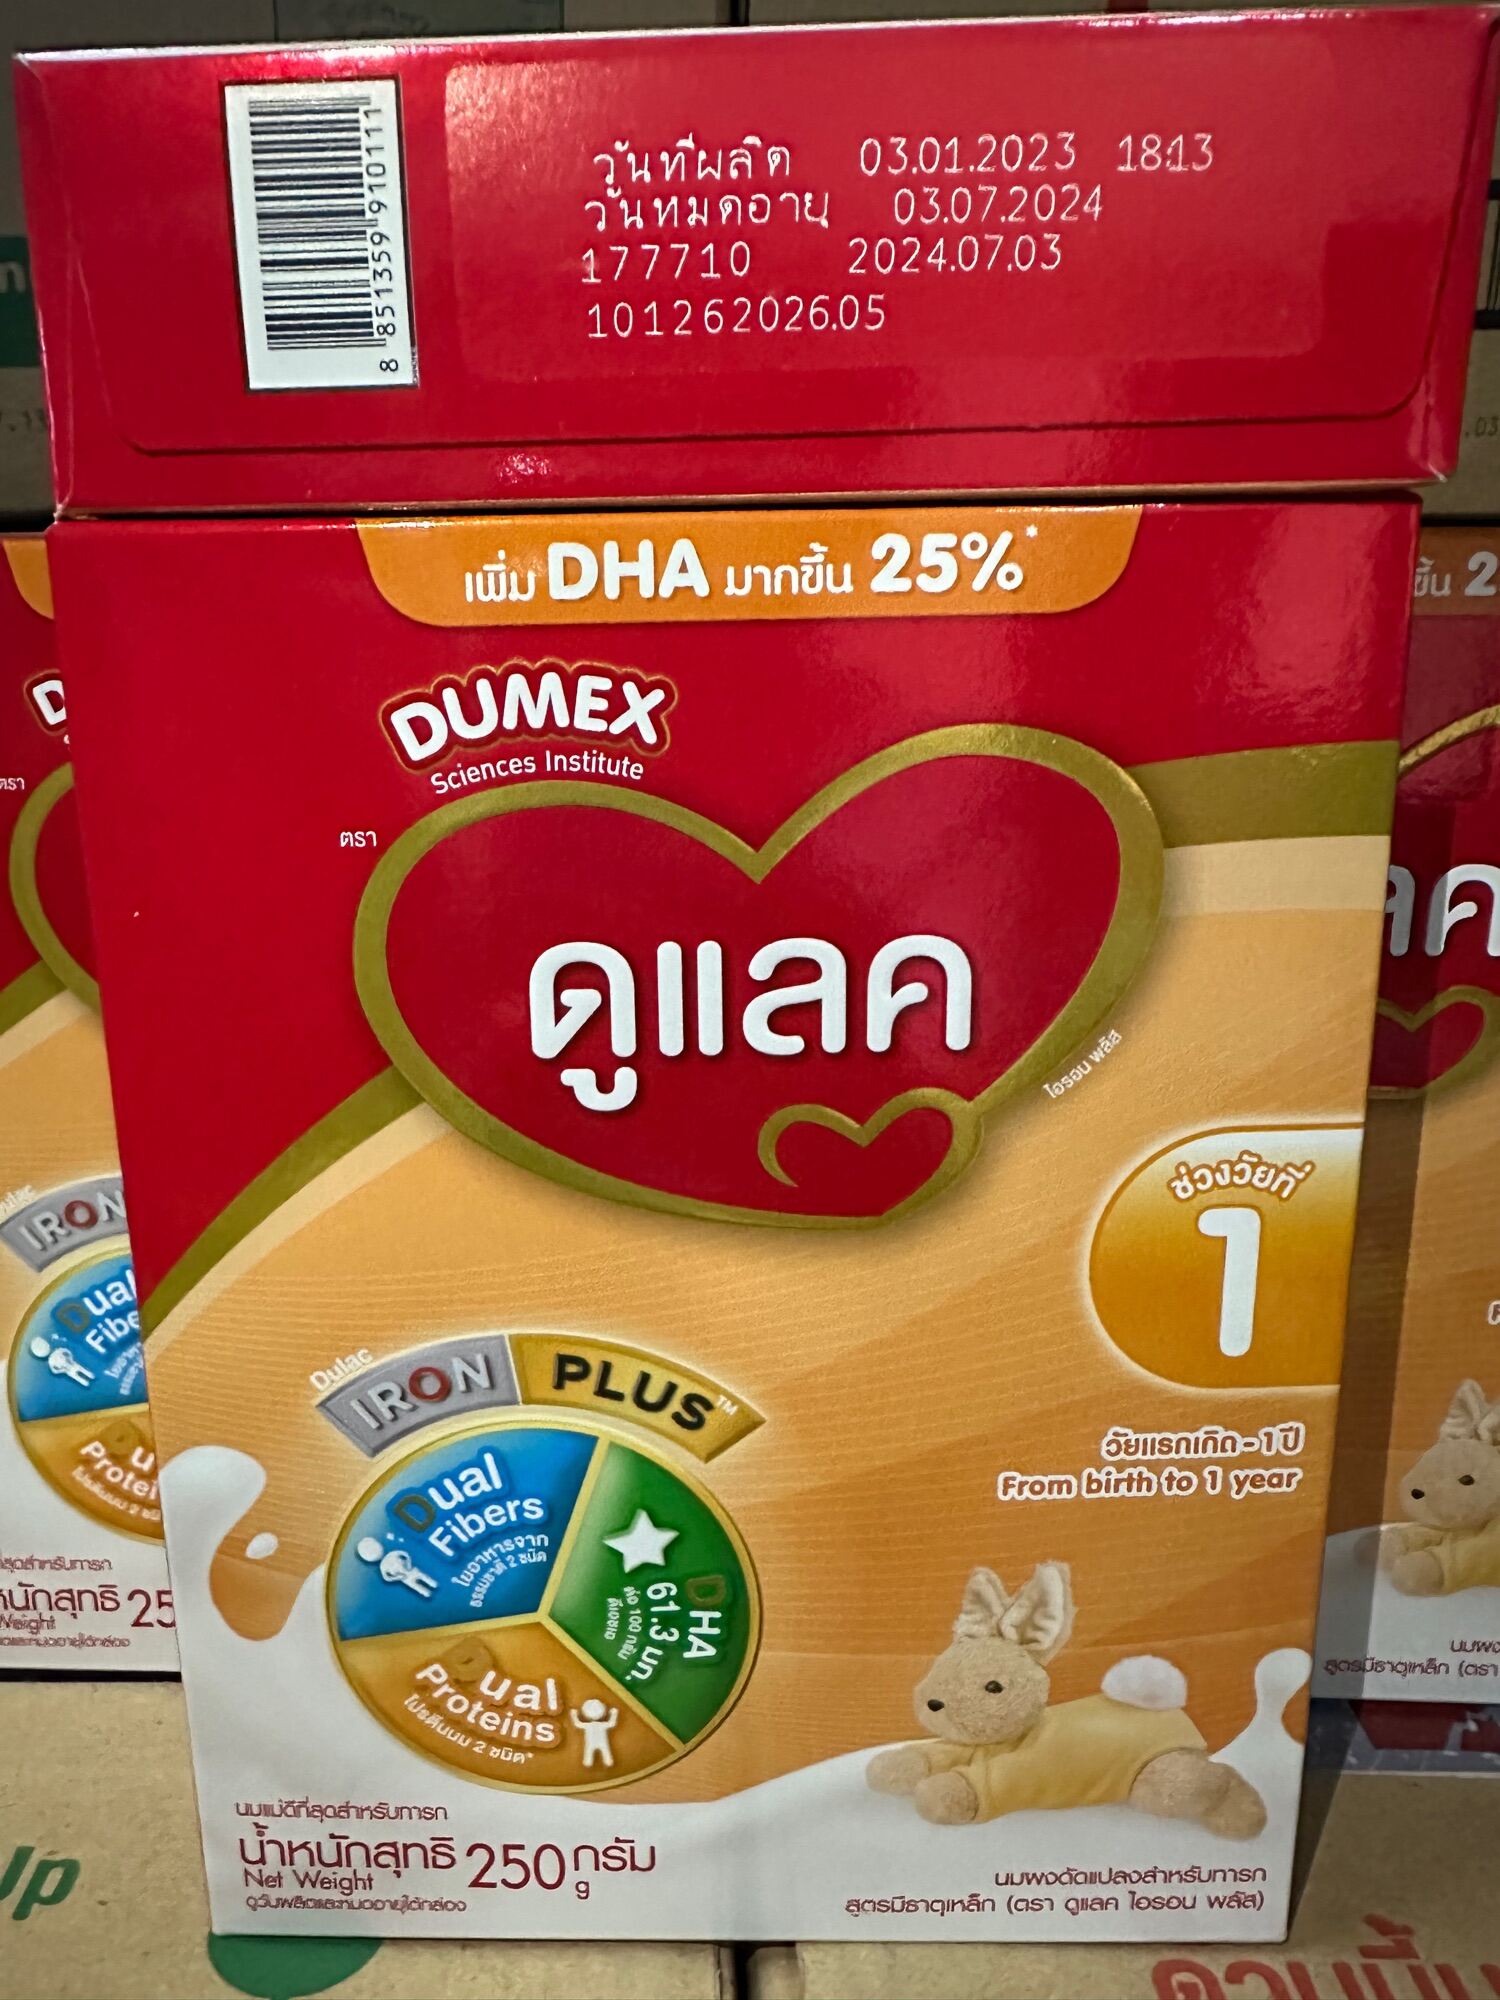 8 851359 910111
วันที่ผลิต 03.01.2023 18:13
วันหมดอายุ 03.07.2024
177710 2024.07.03
101262026.05
เพิ่ม DHA มากขึ้น 25%*
DUMEX
Sciences Institute
ตรา
ดูแลค
ไอรอน พลัส
ช่วงวัยที่
1
วัยแรกเกิด-1 ปี
From birth to 1 year
Dulac
IRON PLUS™
Dual
Fibers
ใยอาหารจาก
ธรรมชาติ 2 ชนิด
DHA
61.3 มก.
ต่อ 100 กรัม
Dual
Proteins
โปรตีนนม 2 ชนิด*
นมแม่ดีที่สุดสำหรับทารก
น้ำหนักสุทธิ 250 กรัม
Net Weight g
ดูวันผลิตและหมดอายุใต้กล่อง
นมผงดัดแปลงสำหรับทารก
สูตรมีธาตุเหล็ก (ตรา ดูแลค ไอรอน พลัส)